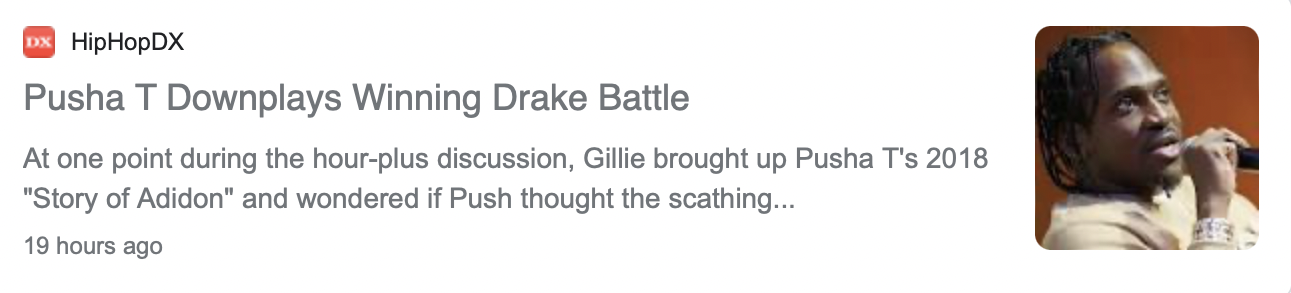 DX HipHopDX
Pusha T Downplays Winning Drake Battle
At one point during the hour-plus discussion, Gillie brought up Pusha T's 2018
"Story of Adidon" and wondered if Push thought the scathing...
19 hours ago